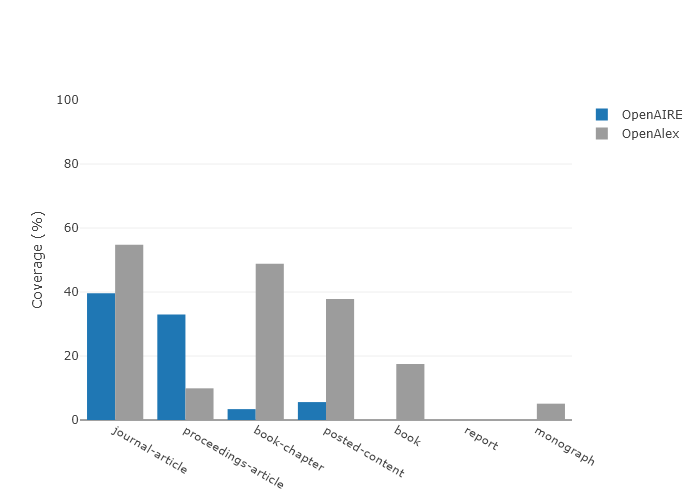 100
80
60
40
20
0
Coverage (%)
journal-article
proceedings-article
book-chapter
posted-content
book
report
monograph
OpenAIRE
OpenAlex